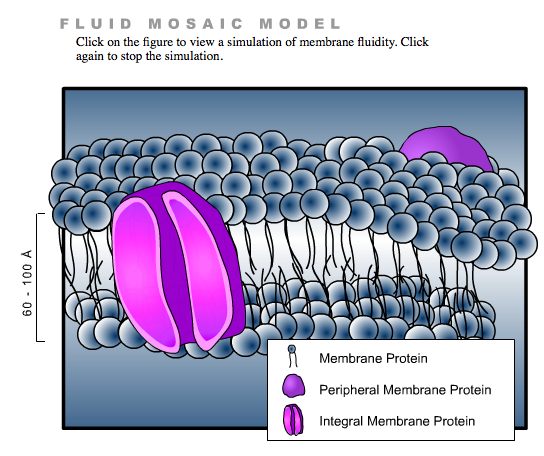 FLUID MOSAIC MODEL
Click on the figure to view a simulation of membrane fluidity. Click
again to stop the simulation.
60 - 100 Å
Membrane Protein
Peripheral Membrane Protein
Integral Membrane Protein